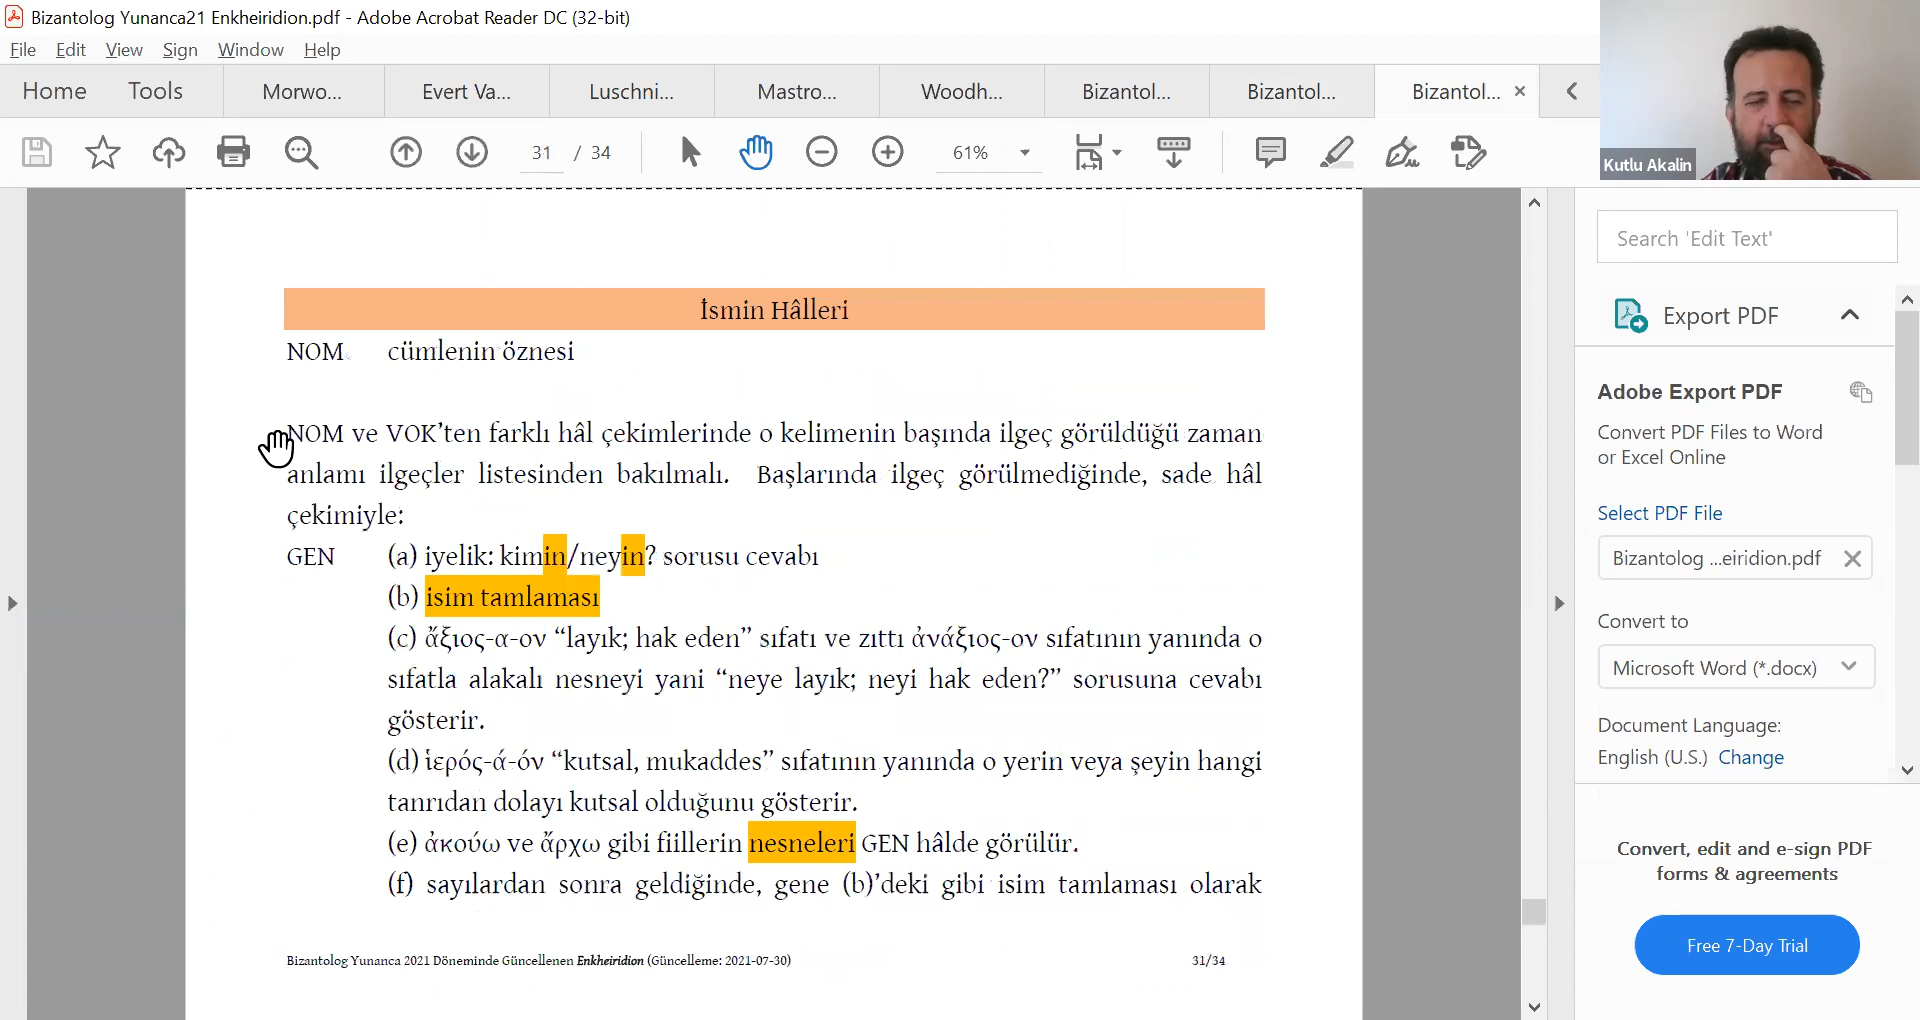 Bizantolog Yunanca21 Enkheiridion.pdf - Adobe Acrobat Reader DC (32-bit)
File Edit View Sign Window Help
Home Tools Morwo... Evert Va... Luschni... Mastro... Woodh... Bizantol... Bizantol... Bizantol...
31 / 34 61%
Kutlu Akalin
İsmin Hâlleri
NOM. cümlenin öznesi
NOM ve VOK’ten farklı hâl çekimlerinde o kelimenin başında ilgeç görüldüğü zaman
anlamı ilgeçler listesinden bakılmalı. Başlarında ilgeç görülmediğinde, sade hâl
çekimiyle:
GEN (a) iyelik: kimin/neyin? sorusu cevabı
(b) isim tamlaması
(c) ἄξιος-α-ον “layık; hak eden” sıfatı ve zıttı ἀνάξιος-ον sıfatının yanında o
sıfatla alakalı nesneyi yani “neye layık; neyi hak eden?” sorusuna cevabı
gösterir.
(d) ἱερός-ά-όν “kutsal, mukaddes” sıfatının yanında o yerin veya şeyin hangi
tanrıdan dolayı kutsal olduğunu gösterir.
(e) ἀκούω ve ἄρχω gibi fiillerin nesneleri GEN hâlde görülür.
(f) sayılardan sonra geldiğinde, gene (b)’deki gibi isim tamlaması olarak
Bizantolog Yunanca 2021 Döneminde Güncellenen Enkheiridion (Güncelleme: 2021-07-30) 31/34
Search 'Edit Text'
Export PDF
Adobe Export PDF
Convert PDF Files to Word
or Excel Online
Select PDF File
Bizantolog ...eiridion.pdf
Convert to
Microsoft Word (*.docx)
Document Language:
English (U.S.) Change
Convert, edit and e-sign PDF
forms & agreements
Free 7-Day Trial